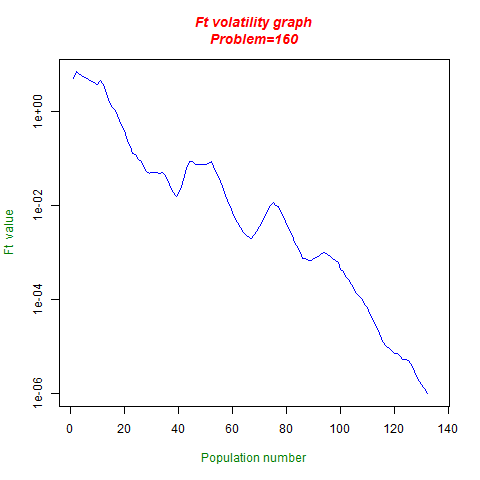 Ft volatility graph
Problem=160
Ft value
1e+00
1e-02
1e-04
1e-06
0 20 40 60 80 100 120 140
Population number